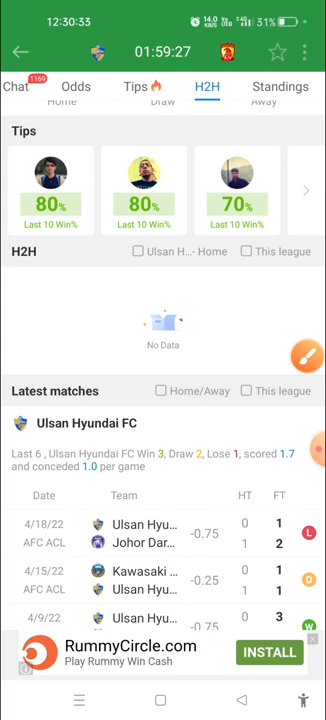 12:30:33
14.0
KB/S
31%
01:59:27
1169
Chat
Odds
Tips
H2H
Standings
Home
Draw
Away
Tips
80%
Last 10 Win%
80%
Last 10 Win%
70%
Last 10 Win%
H2H
Ulsan H...- Home
This league
No Data
Latest matches
Home/Away
This league
Ulsan Hyundai FC
Last 6 , Ulsan Hyundai FC Win 3, Draw 2, Lose 1, scored 1.7
and conceded 1.0 per game
Date
Team
HT
FT
4/18/22
AFC ACL
Ulsan Hyu...
Johor Dar...
-0.75
0
1
1
2
L
4/15/22
AFC ACL
Kawasaki ...
Ulsan Hyu...
-0.25
0
1
1
1
D
4/9/22
Ulsan Hyu...
-0.75
0
3
W
RummyCircle.com
Play Rummy Win Cash
INSTALL